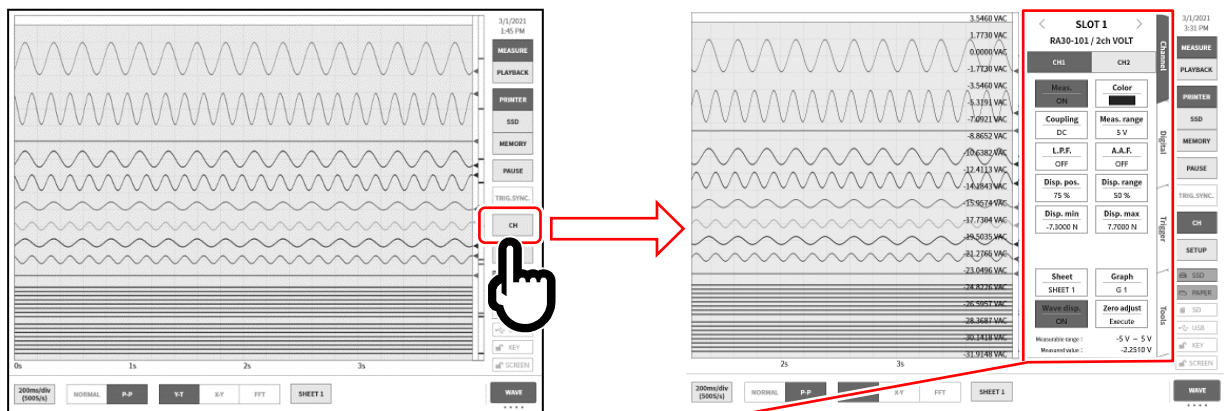 3/1/2021
1:45 PM
MEASURE
PLAYBACK
PRINTER
SSD
MEMORY
PAUSE
TRIG.SYNC.
CH
KEY
SCREEN
0s
1s
2s
3s
200ms/div
(500S/s)
NORMAL
P-P
Y-T
X-Y
FFT
SHEET 1
WAVE
3.5460 VAC
1.7730 VAC
0.0000 VAC
-1.7730 VAC
-3.5460 VAC
-5.3191 VAC
-7.0921 VAC
-8.8652 VAC
-10.6382 VAC
-12.4113 VAC
-14.1843 VAC
-15.9574 VAC
-17.7304 VAC
-19.5035 VAC
-21.2765 VAC
-23.0496 VAC
-24.8226 VAC
-26.5957 VAC
-28.3687 VAC
-30.1418 VAC
-31.9148 VAC
2s
3s
< SLOT 1 >
RA30-101 / 2ch VOLT
CH1
CH2
Meas.
ON
Color
Coupling
DC
Meas. range
5 V
L.P.F.
OFF
A.A.F.
OFF
Disp. pos.
75 %
Disp. range
50 %
Disp. min
-7.3000 N
Disp. max
7.7000 N
Sheet
SHEET 1
Graph
G 1
Wave disp.
ON
Zero adjust
Execute
Measurable range :
-5 V ~ 5 V
Measured value :
-2.2510 V
Channel
Digital
Trigger
Tools
3/1/2021
3:31 PM
MEASURE
PLAYBACK
PRINTER
SSD
MEMORY
PAUSE
TRIG.SYNC.
CH
SETUP
SSD
PAPER
SD
USB
KEY
SCREEN
200ms/div
(500S/s)
NORMAL
P-P
X-Y
FFT
SHEET 1
WAVE